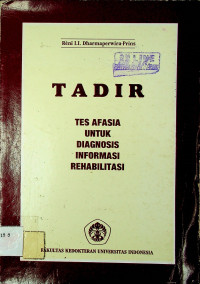 Rini I.I. Dharmaperwira-Prins
TADIR
TES AFASIA
UNTUK
DIAGNOSIS
INFORMASI
REHABILITASI
FAKULTAS KEDOKTERAN UNIVERSITAS INDONESIA